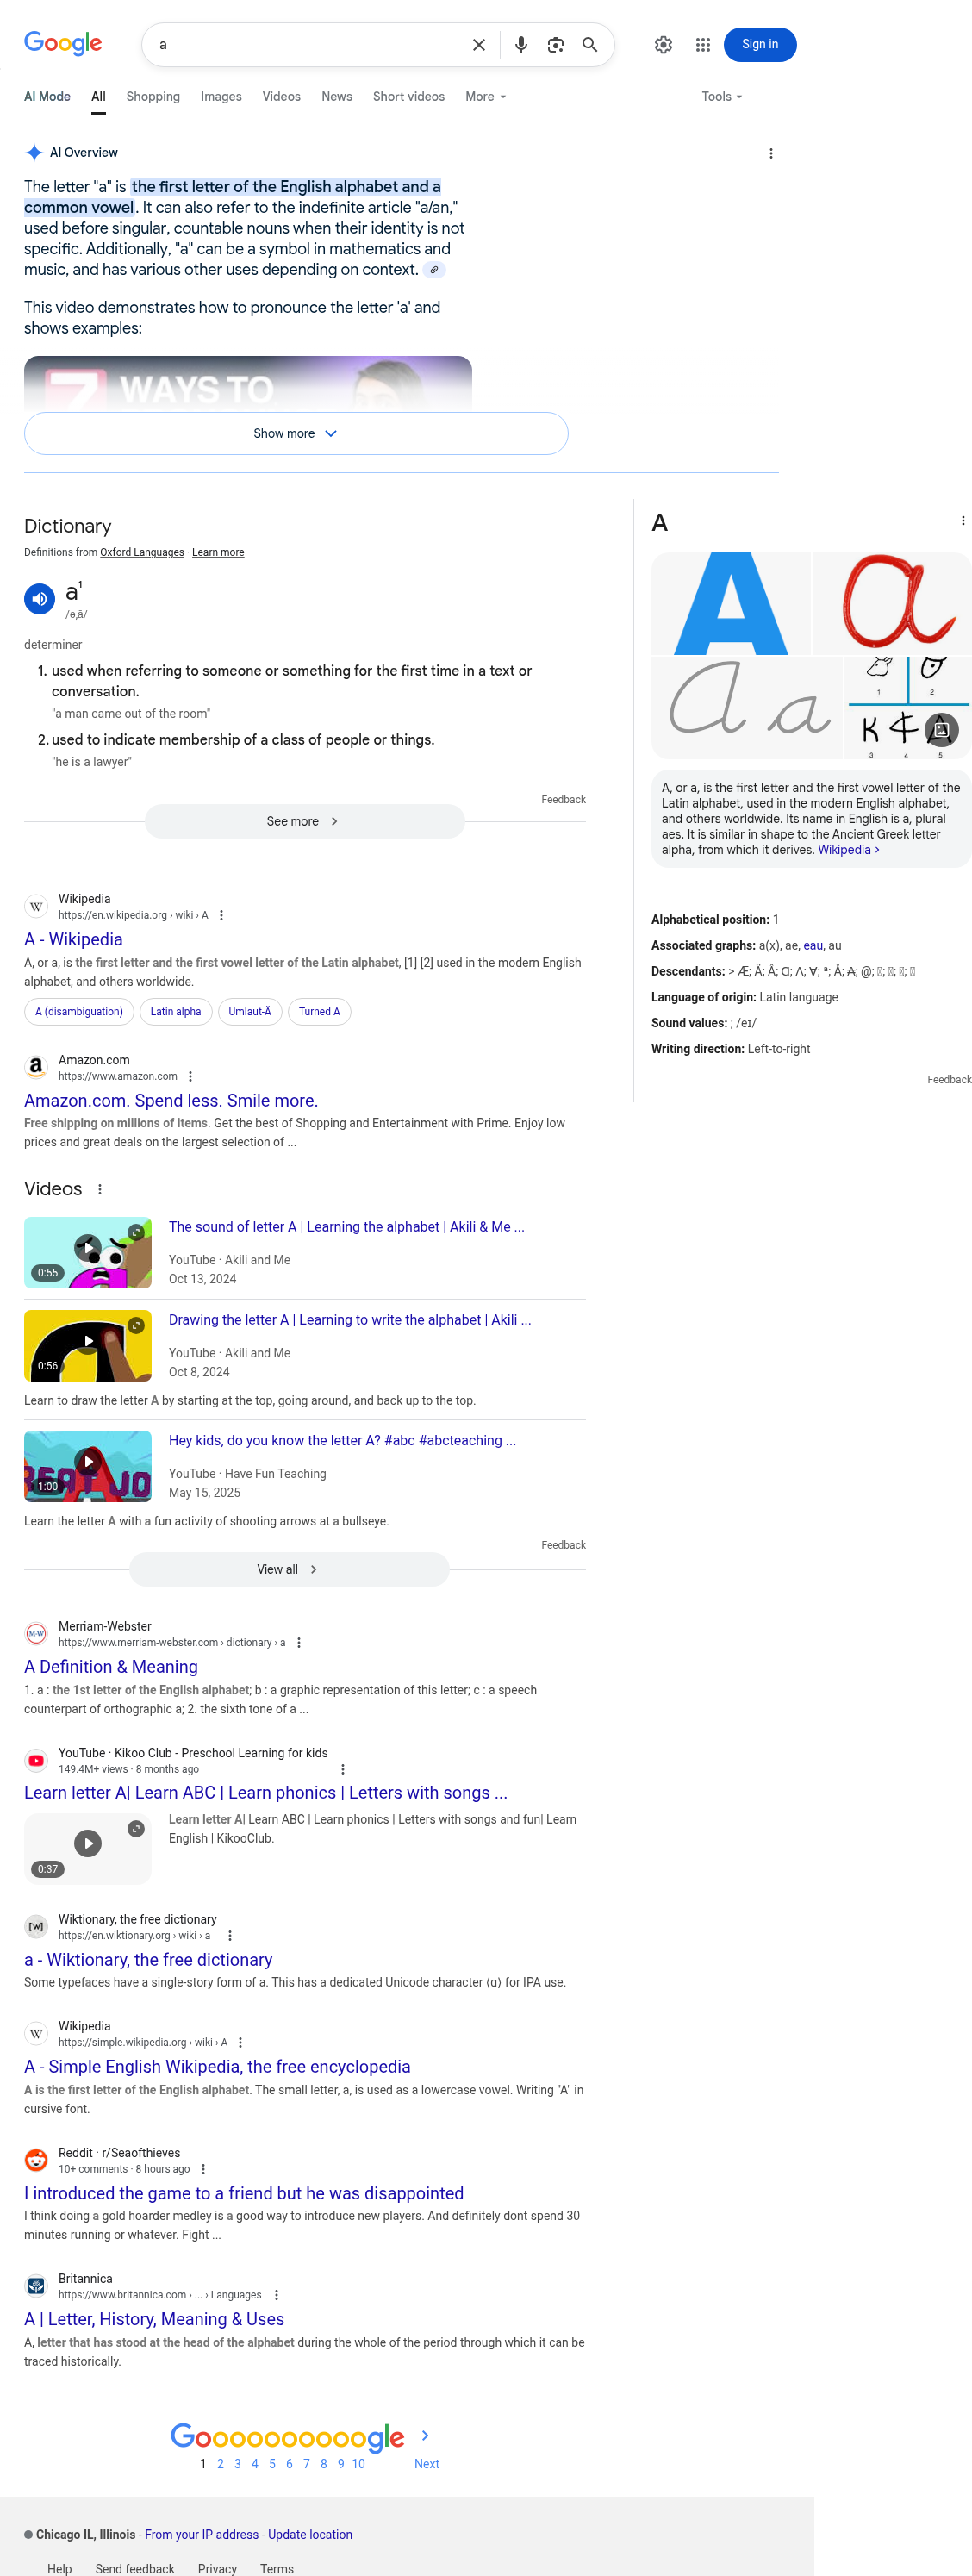 Google
a
Sign in
AI Mode
All
Shopping
Images
Videos
News
Short videos
More
Tools
AI Overview
The letter "a" is the first letter of the English alphabet and a
common vowel. It can also refer to the indefinite article "a/an,"
used before singular, countable nouns when their identity is not
specific. Additionally, "a" can be a symbol in mathematics and
music, and has various other uses depending on context.
This video demonstrates how to pronounce the letter 'a' and
shows examples:
7 WAYS TO
Show more
Dictionary
Definitions from Oxford Languages · Learn more
a¹
/ə,ā/
determiner
1. used when referring to someone or something for the first time in a text or
conversation.
"a man came out of the room"
2. used to indicate membership of a class of people or things.
"he is a lawyer"
Feedback
See more
A
A
a
A a
1
2
3
4
5
A, or a, is the first letter and the first vowel letter of the
Latin alphabet, used in the modern English alphabet,
and others worldwide. Its name in English is a, plural
aes. It is similar in shape to the Ancient Greek letter
alpha, from which it derives. Wikipedia ›
Alphabetical position: 1
Associated graphs: a(x), ae, eau, au
Descendants: > Æ; Ä; Â; Ɑ; Λ; Ɐ; ª; Å; ₳; @;
Language of origin: Latin language
Sound values: ; /eɪ/
Writing direction: Left-to-right
Feedback
Wikipedia
https://en.wikipedia.org › wiki › A
A - Wikipedia
A, or a, is the first letter and the first vowel letter of the Latin alphabet, [1] [2] used in the modern English
alphabet, and others worldwide.
A (disambiguation)
Latin alpha
Umlaut-Ä
Turned A
Amazon.com
https://www.amazon.com
Amazon.com. Spend less. Smile more.
Free shipping on millions of items. Get the best of Shopping and Entertainment with Prime. Enjoy low
prices and great deals on the largest selection of ...
Videos
0:55
The sound of letter A | Learning the alphabet | Akili & Me ...
YouTube · Akili and Me
Oct 13, 2024
0:56
Drawing the letter A | Learning to write the alphabet | Akili ...
YouTube · Akili and Me
Oct 8, 2024
Learn to draw the letter A by starting at the top, going around, and back up to the top.
1:00
Hey kids, do you know the letter A? #abc #abcteaching ...
YouTube · Have Fun Teaching
May 15, 2025
Learn the letter A with a fun activity of shooting arrows at a bullseye.
Feedback
View all
M-W
Merriam-Webster
https://www.merriam-webster.com › dictionary › a
A Definition & Meaning
1. a : the 1st letter of the English alphabet; b : a graphic representation of this letter; c : a speech
counterpart of orthographic a; 2. the sixth tone of a ...
YouTube · Kikoo Club - Preschool Learning for kids
149.4M+ views · 8 months ago
Learn letter A| Learn ABC | Learn phonics | Letters with songs ...
0:37
Learn letter A| Learn ABC | Learn phonics | Letters with songs and fun| Learn
English | KikooClub.
Wiktionary, the free dictionary
https://en.wiktionary.org › wiki › a
a - Wiktionary, the free dictionary
Some typefaces have a single-story form of a. This has a dedicated Unicode character ⟨ɑ⟩ for IPA use.
Wikipedia
https://simple.wikipedia.org › wiki › A
A - Simple English Wikipedia, the free encyclopedia
A is the first letter of the English alphabet. The small letter, a, is used as a lowercase vowel. Writing "A" in
cursive font.
Reddit · r/Seaofthieves
10+ comments · 8 hours ago
I introduced the game to a friend but he was disappointed
I think doing a gold hoarder medley is a good way to introduce new players. And definitely dont spend 30
minutes running or whatever. Fight ...
Britannica
https://www.britannica.com › ... › Languages
A | Letter, History, Meaning & Uses
A, letter that has stood at the head of the alphabet during the whole of the period through which it can be
traced historically.
Goooooooooogle
1 2 3 4 5 6 7 8 9 10 Next
Chicago IL, Illinois - From your IP address - Update location
Help
Send feedback
Privacy
Terms